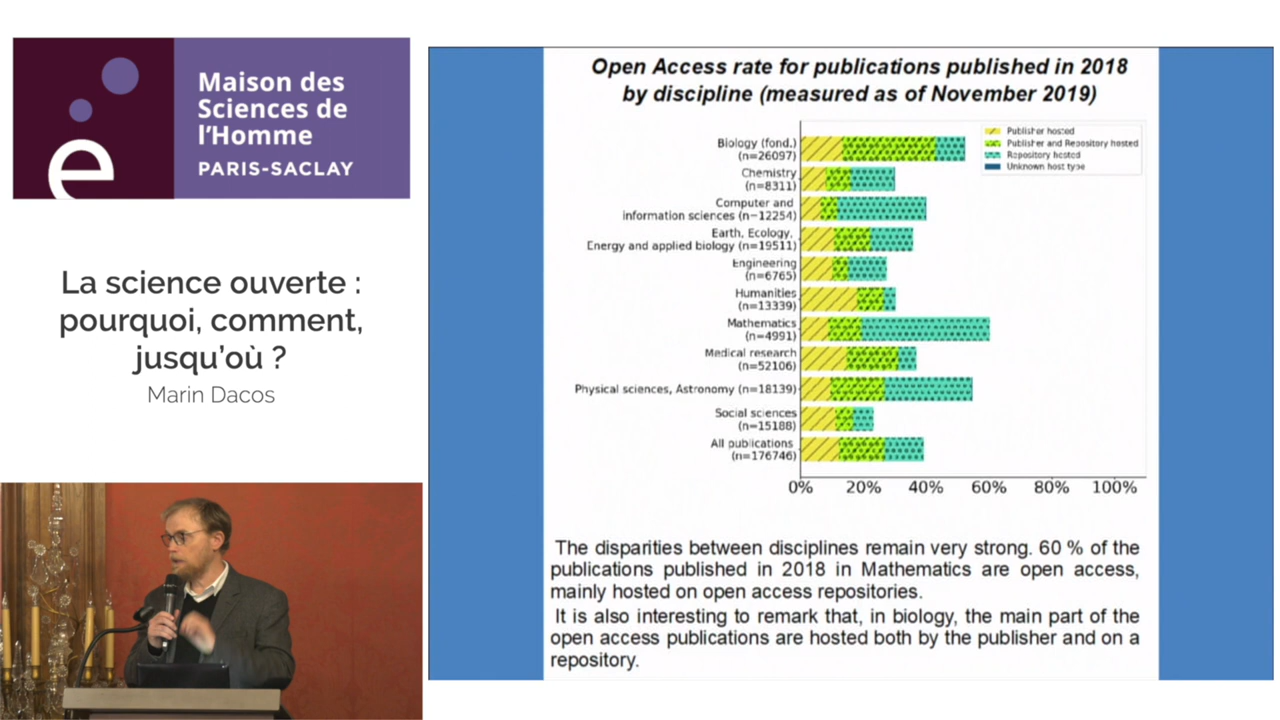 Maison des
Sciences de
l'Homme
PARIS-SACLAY
La science ouverte :
pourquoi, comment,
jusqu'où ?
Marin Dacos
Open Access rate for publications published in 2018
by discipline (measured as of November 2019)
Publisher hosted
Publisher and Repository hosted
Repository hosted
Unknown host type
Biology (fond.)
(n=26097)
Chemistry
(n=8311)
Computer and
information sciences (n=12254)
Earth, Ecology,
Energy and applied biology (n=19511)
Engineering
(n=6765)
Humanities
(n=13339)
Mathematics
(n=4991)
Medical research
(n=52106)
Physical sciences, Astronomy (n=18139)
Social sciences
(n=15188)
All publications
(n=176746)
0% 20% 40% 60% 80% 100%
The disparities between disciplines remain very strong. 60 % of the
publications published in 2018 in Mathematics are open access,
mainly hosted on open access repositories.
It is also interesting to remark that, in biology, the main part of the
open access publications are hosted both by the publisher and on a
repository.